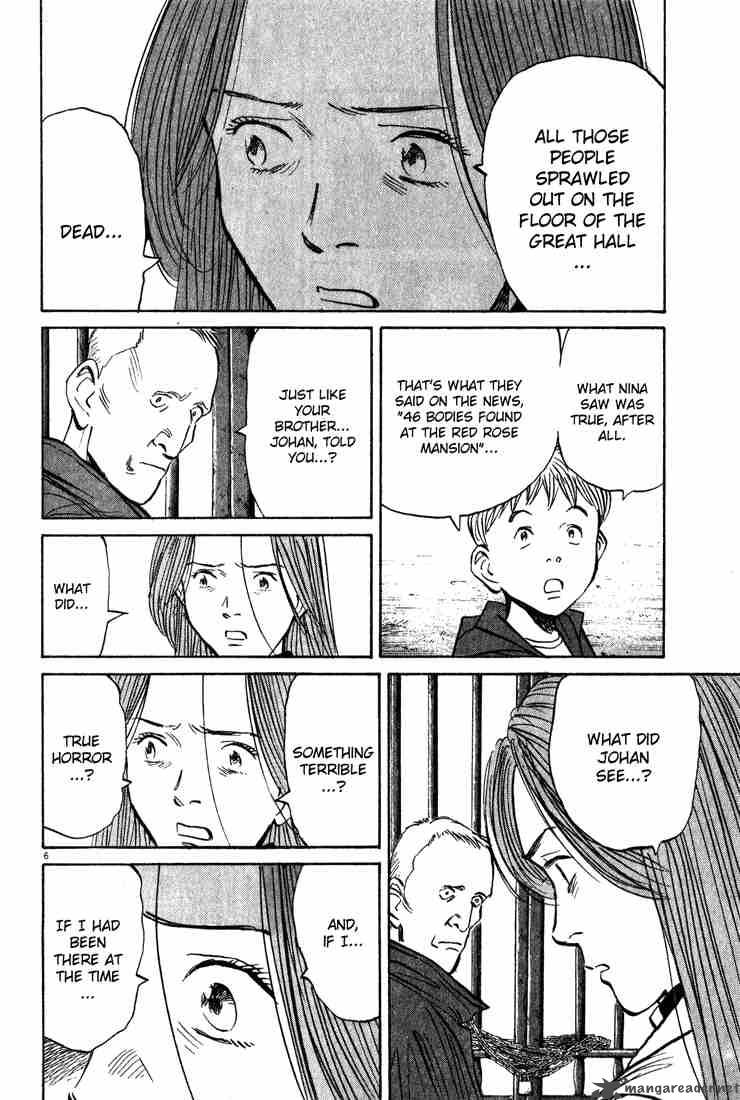 ALL THOSE
PEOPLE
SPRAWLED
OUT ON THE
FLOOR OF THE
GREAT HALL
...
DEAD...
WHAT NINA
SAW WAS
TRUE, AFTER
ALL.
THAT'S WHAT THEY
SAID ON THE NEWS,
"46 BODIES FOUND
AT THE RED ROSE
MANSION"...
JUST LIKE
YOUR
BROTHER...
JOHAN, TOLD
YOU...?
WHAT
DID...
WHAT DID
JOHAN
SEE...?
SOMETHING
TERRIBLE
...?
TRUE
HORROR
...?
6
AND,
IF I...
IF I HAD
BEEN
THERE AT
THE TIME
...
mangareader.net